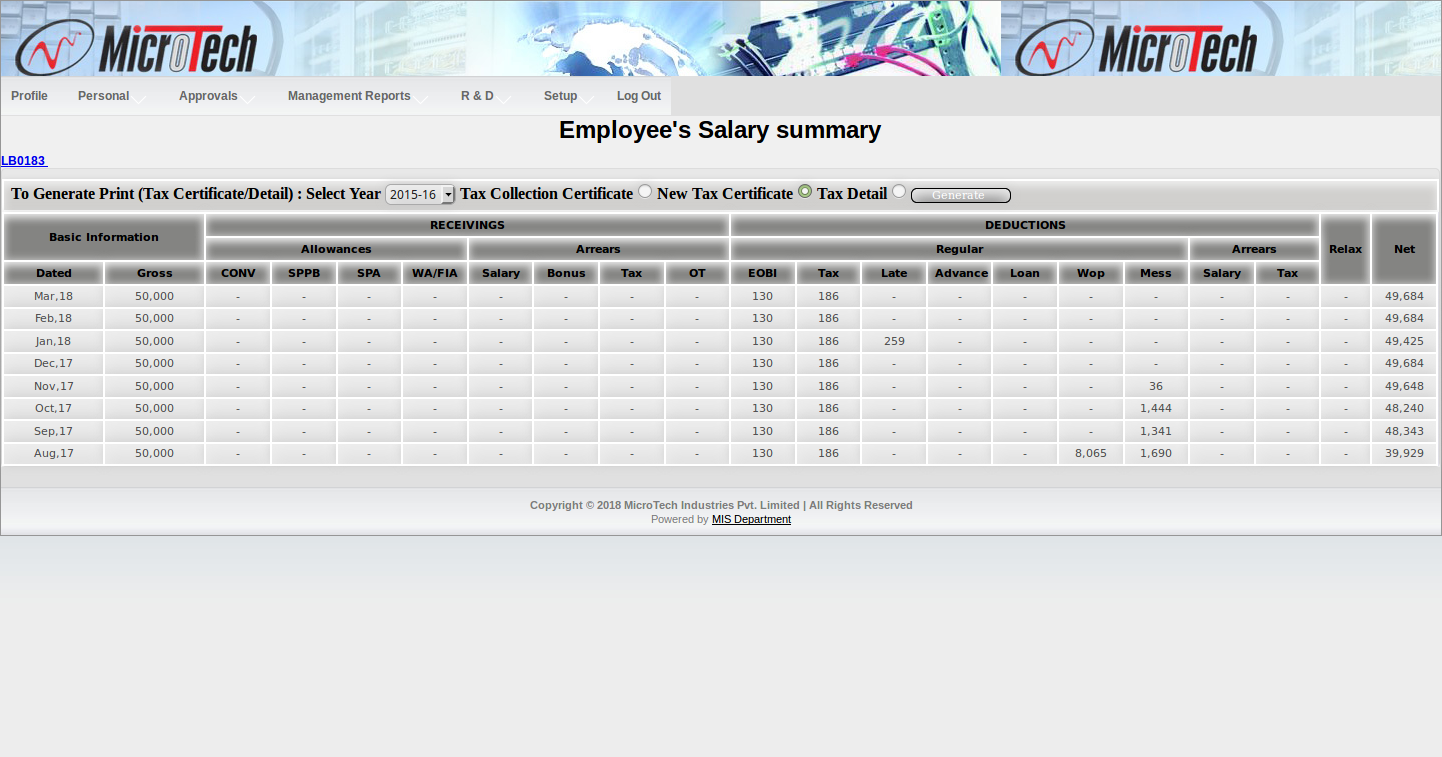 MicroTech MicroTech
Profile Personal Approvals Management Reports R & D Setup Log Out
Employee's Salary summary
LB0183
To Generate Print (Tax Certificate/Detail) : Select Year 2015-16 Tax Collection Certificate New Tax Certificate Tax Detail Generate
Basic Information RECEIVINGS DEDUCTIONS Relax Net
Allowances Arrears Regular Arrears
Dated Gross CONV SPPB SPA WA/FIA Salary Bonus Tax OT EOBI Tax Late Advance Loan Wop Mess Salary Tax
Mar,18 50,000 - - - - - - - - 130 186 - - - - - - - - 49,684
Feb,18 50,000 - - - - - - - - 130 186 - - - - - - - - 49,684
Jan,18 50,000 - - - - - - - - 130 186 259 - - - - - - - 49,425
Dec,17 50,000 - - - - - - - - 130 186 - - - - - - - - 49,684
Nov,17 50,000 - - - - - - - - 130 186 - - - - 36 - - - 49,648
Oct,17 50,000 - - - - - - - - 130 186 - - - - 1,444 - - - 48,240
Sep,17 50,000 - - - - - - - - 130 186 - - - - 1,341 - - - 48,343
Aug,17 50,000 - - - - - - - - 130 186 - - - 8,065 1,690 - - - 39,929
Copyright © 2018 MicroTech Industries Pvt. Limited | All Rights Reserved
Powered by MIS Department